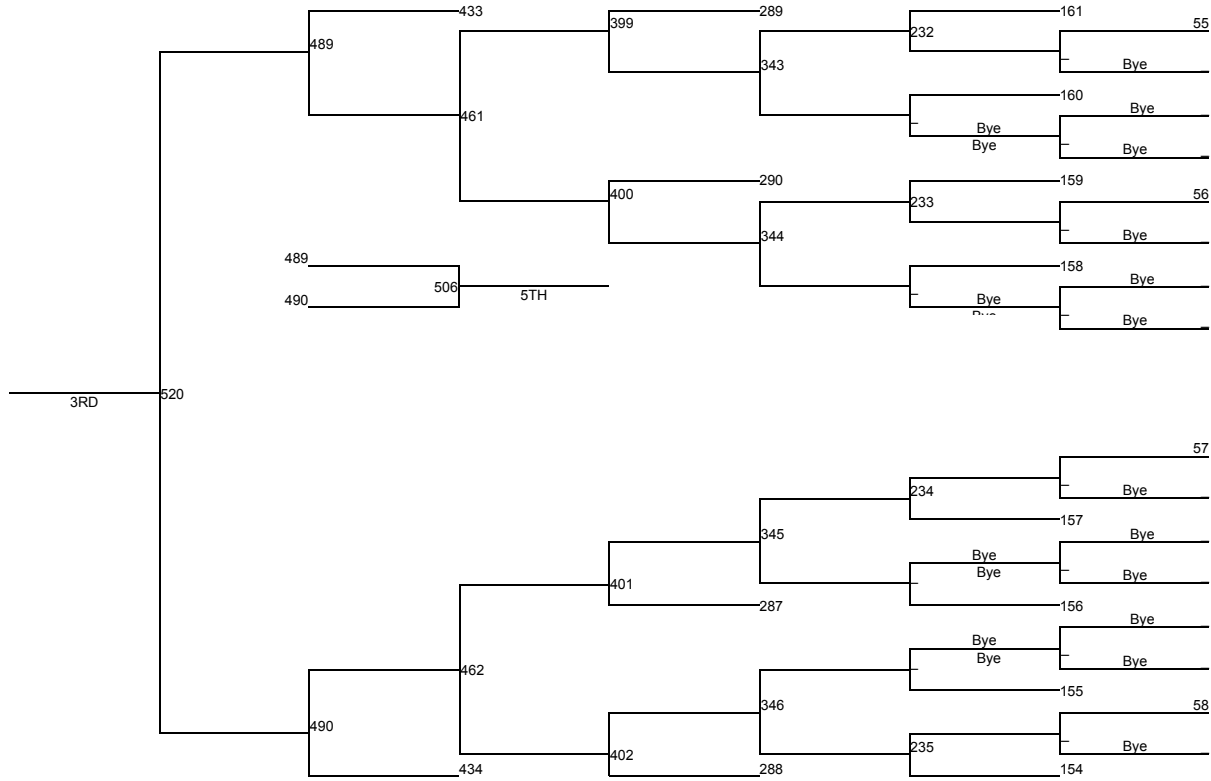 433 289 161
399 232 55
489
343 Bye
160
461 Bye
Bye
Bye
Bye
290 159
400 233 56
344 Bye
489 158
506 5TH
490 Bye
Bye
Bye
Bye
3RD 520
57
234 Bye
157
345 Bye
Bye
Bye
401 Bye
287 156
Bye
Bye
462 Bye
Bye
155
490 346 58
402 235 Bye
434 288 154